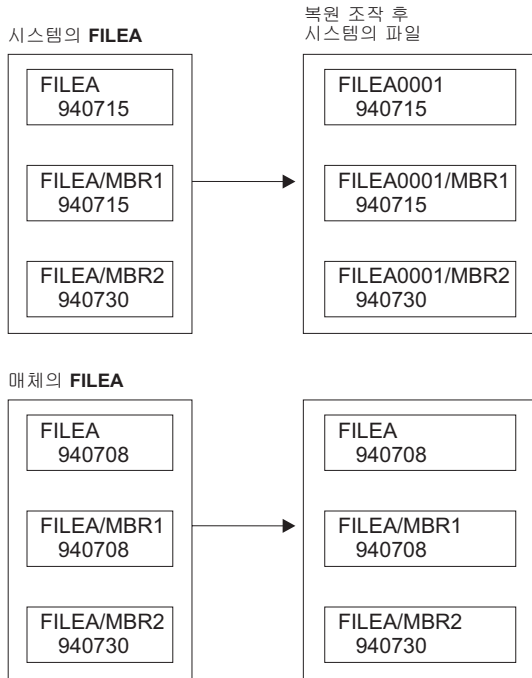 시스템의 FILEA
복원 조작 후
시스템의 파일
FILEA
940715
FILEA/MBR1
940715
FILEA/MBR2
940730
FILEA0001
940715
FILEA0001/MBR1
940715
FILEA0001/MBR2
940730
매체의 FILEA
FILEA
940708
FILEA/MBR1
940708
FILEA/MBR2
940730
FILEA
940708
FILEA/MBR1
940708
FILEA/MBR2
940730